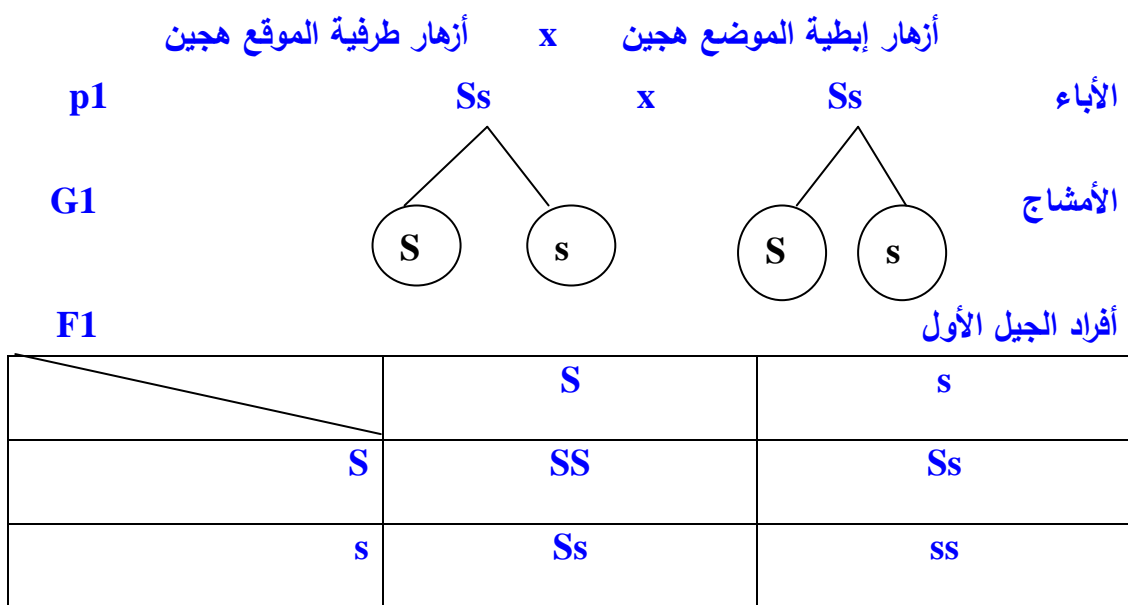 أزهار إبطية الموضع هجين x أزهار طرفية الموقع هجين
الأباء Ss x Ss p1
الأمشاج G1
S s S s
أفراد الجيل الأول F1
S s
S SS Ss
s Ss ss